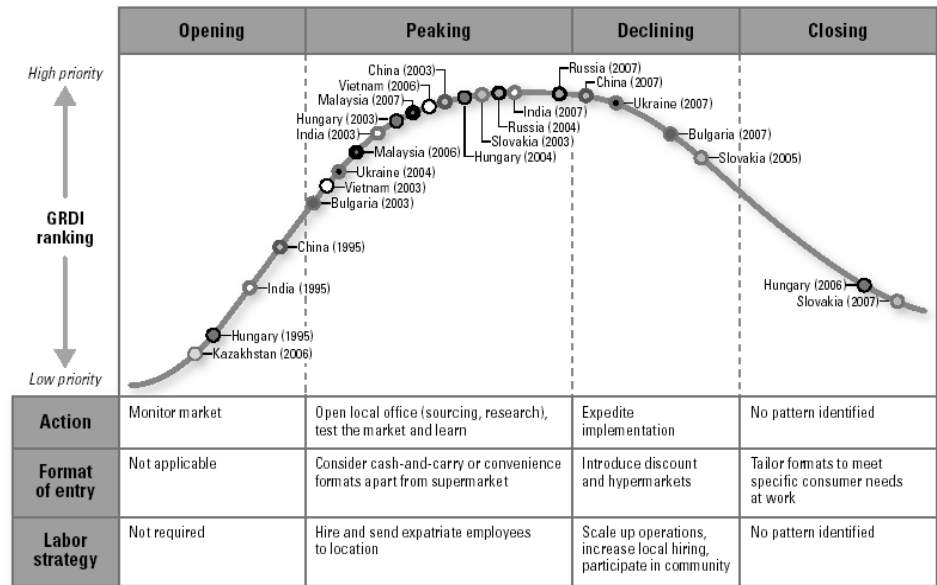 Opening
Peaking
Declining
Closing
High priority
GRDI
ranking
Low priority
China (2003)
Vietnam (2006)
Malaysia (2007)
Hungary (2003)
India (2003)
Malaysia (2006)
Ukraine (2004)
Vietnam (2003)
Bulgaria (2003)
China (1995)
India (1995)
Hungary (1995)
Kazakhstan (2006)
Russia (2007)
China (2007)
India (2007)
Russia (2004)
Slovakia (2003)
Hungary (2004)
Ukraine (2007)
Bulgaria (2007)
Slovakia (2005)
Hungary (2006)
Slovakia (2007)
Action
Monitor market
Open local office (sourcing, research),
test the market and learn
Expedite
implementation
No pattern identified
Format
of entry
Not applicable
Consider cash-and-carry or convenience
formats apart from supermarket
Introduce discount
and hypermarkets
Tailor formats to meet
specific consumer needs
at work
Labor
strategy
Not required
Hire and send expatriate employees
to location
Scale up operations,
increase local hiring,
participate in community
No pattern identified